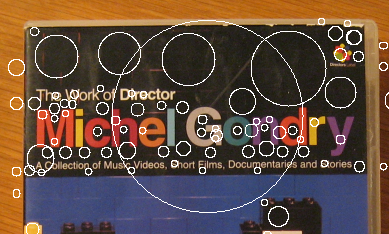 The Work of Director
Michel Gondry
A Collection of Music Videos, Short Films, Documentaries and Stories